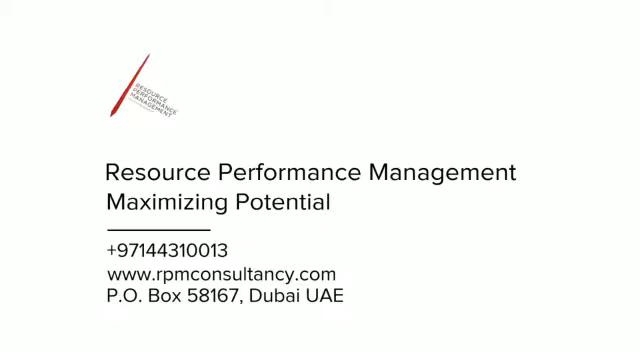 RESOURCE
PERFORMANCE
MANAGEMENT
Resource Performance Management
Maximizing Potential
+97144310013
www.rpmconsultancy.com
P.O. Box 58167, Dubai UAE